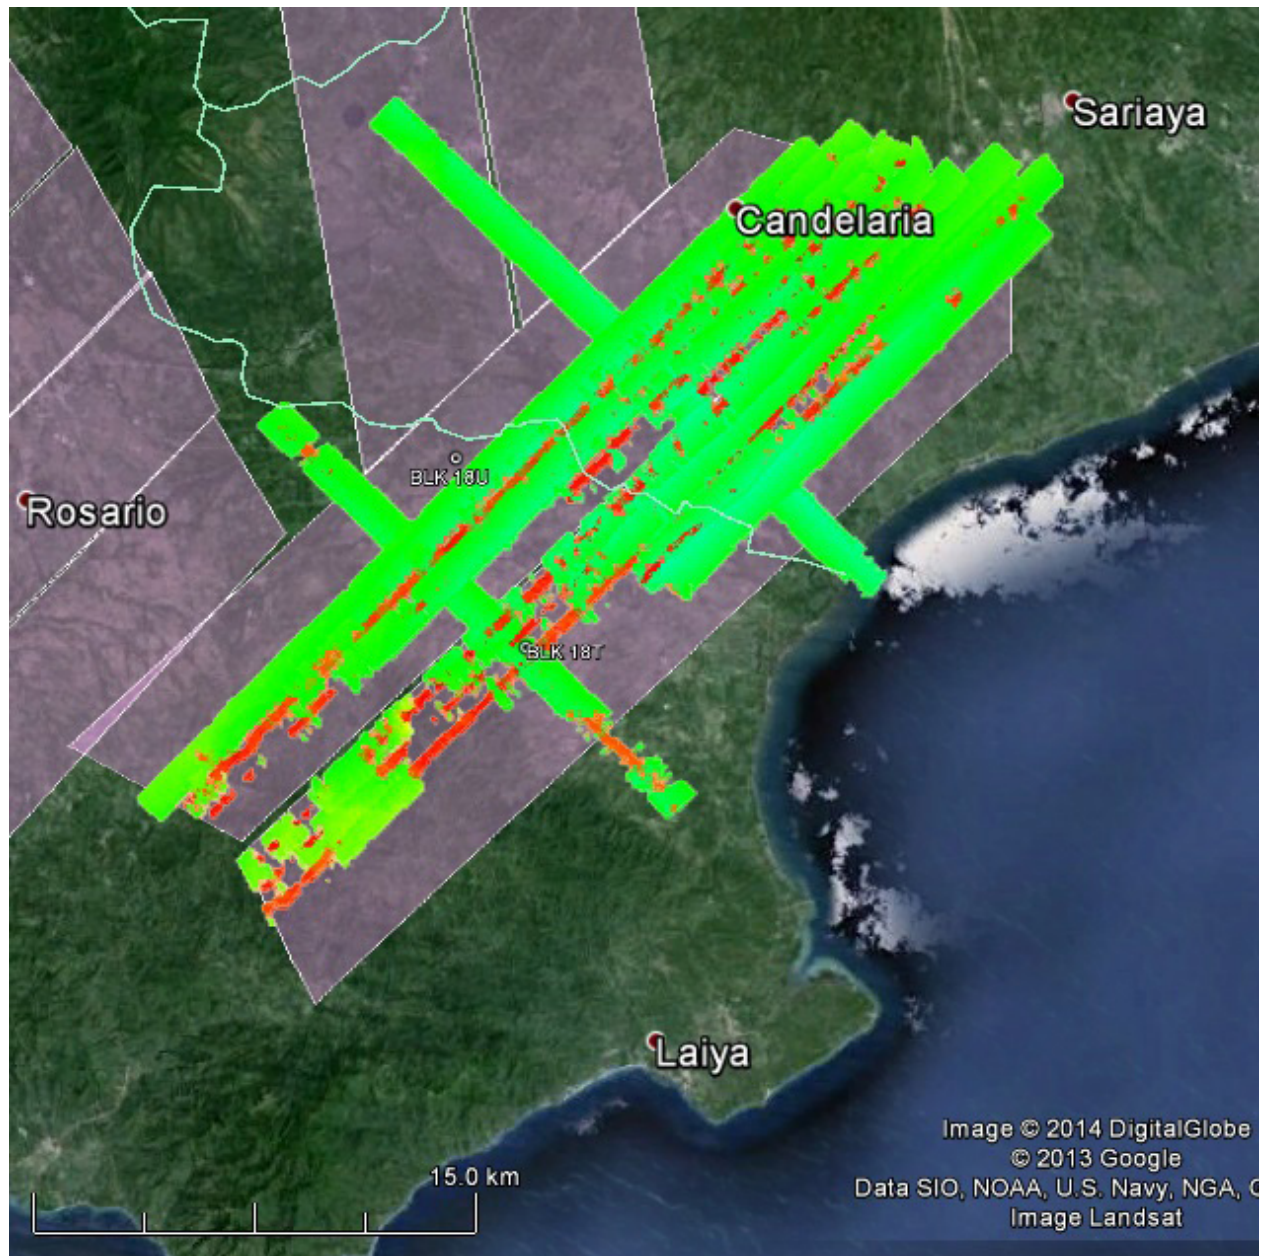 Sariaya
Candelaria
BLK 18U
Rosario
BLK 18T
Laiya
Image © 2014 DigitalGlobe
15.0 km
© 2013 Google
Data SIO, NOAA, U.S. Navy, NGA,
Image Landsat